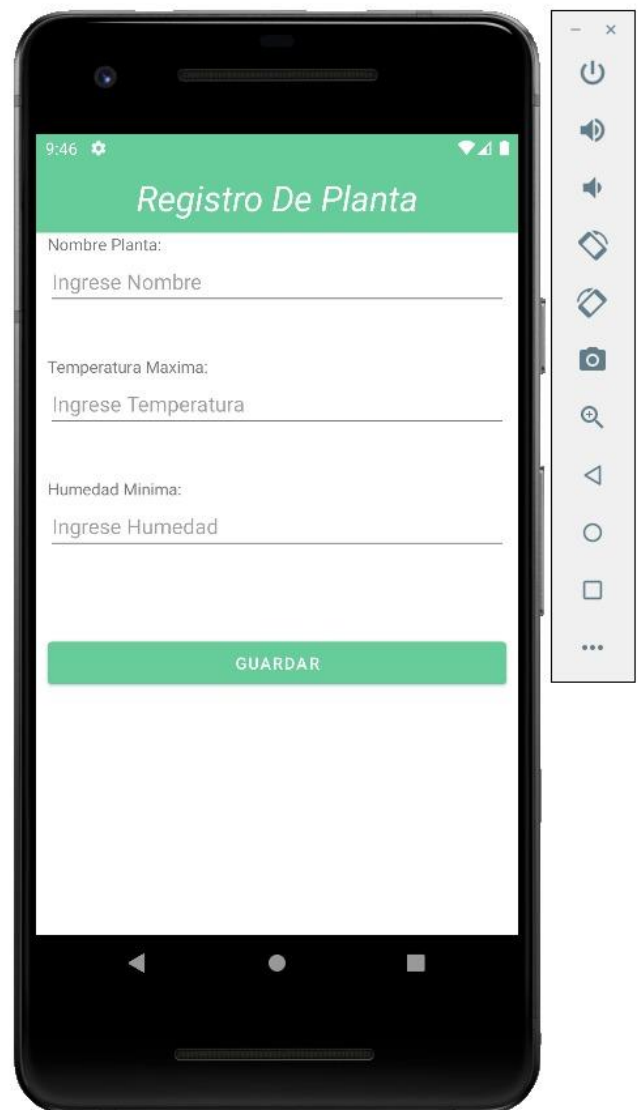 9:46
Registro De Planta
Nombre Planta:
Ingrese Nombre
Temperatura Maxima:
Ingrese Temperatura
Humedad Minima:
Ingrese Humedad
GUARDAR